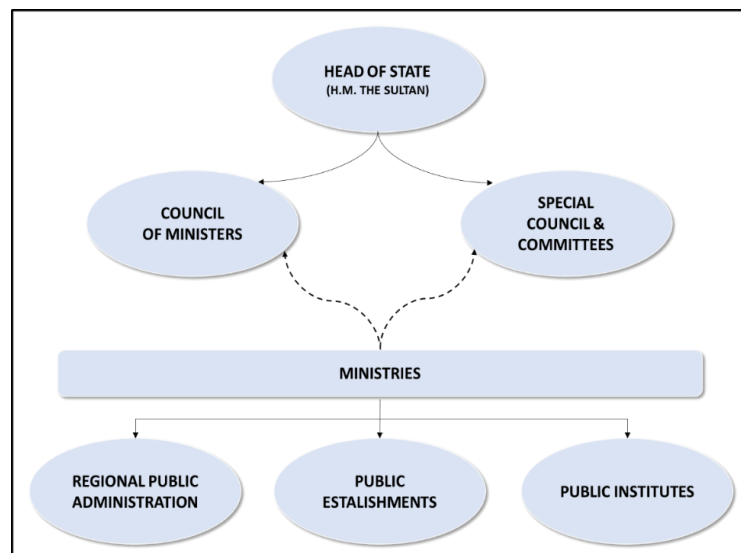 HEAD OF STATE
(H.M. THE SULTAN)
COUNCIL
OF MINISTERS
SPECIAL
COUNCIL &
COMMITTEES
MINISTRIES
REGIONAL PUBLIC
ADMINISTRATION
PUBLIC
ESTALISHMENTS
PUBLIC INSTITUTES